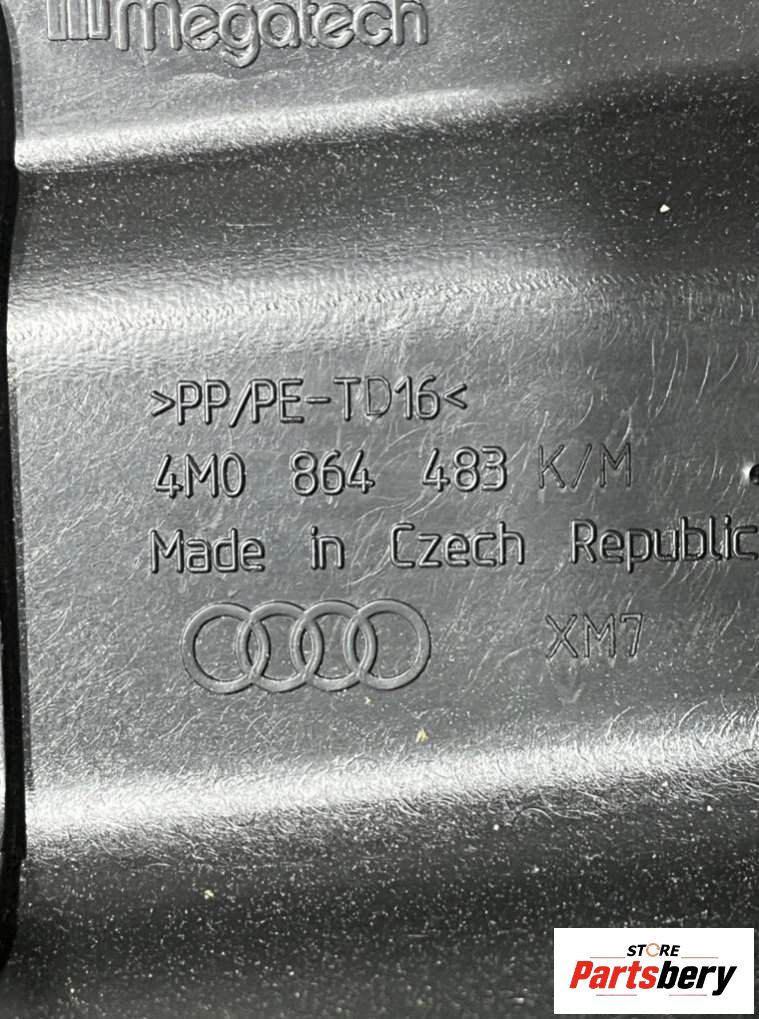 megatech
>PP/PE-TD16<
4M0 864 483 K/M
Made in Czech Republic
XM7
STORE
Partsbery